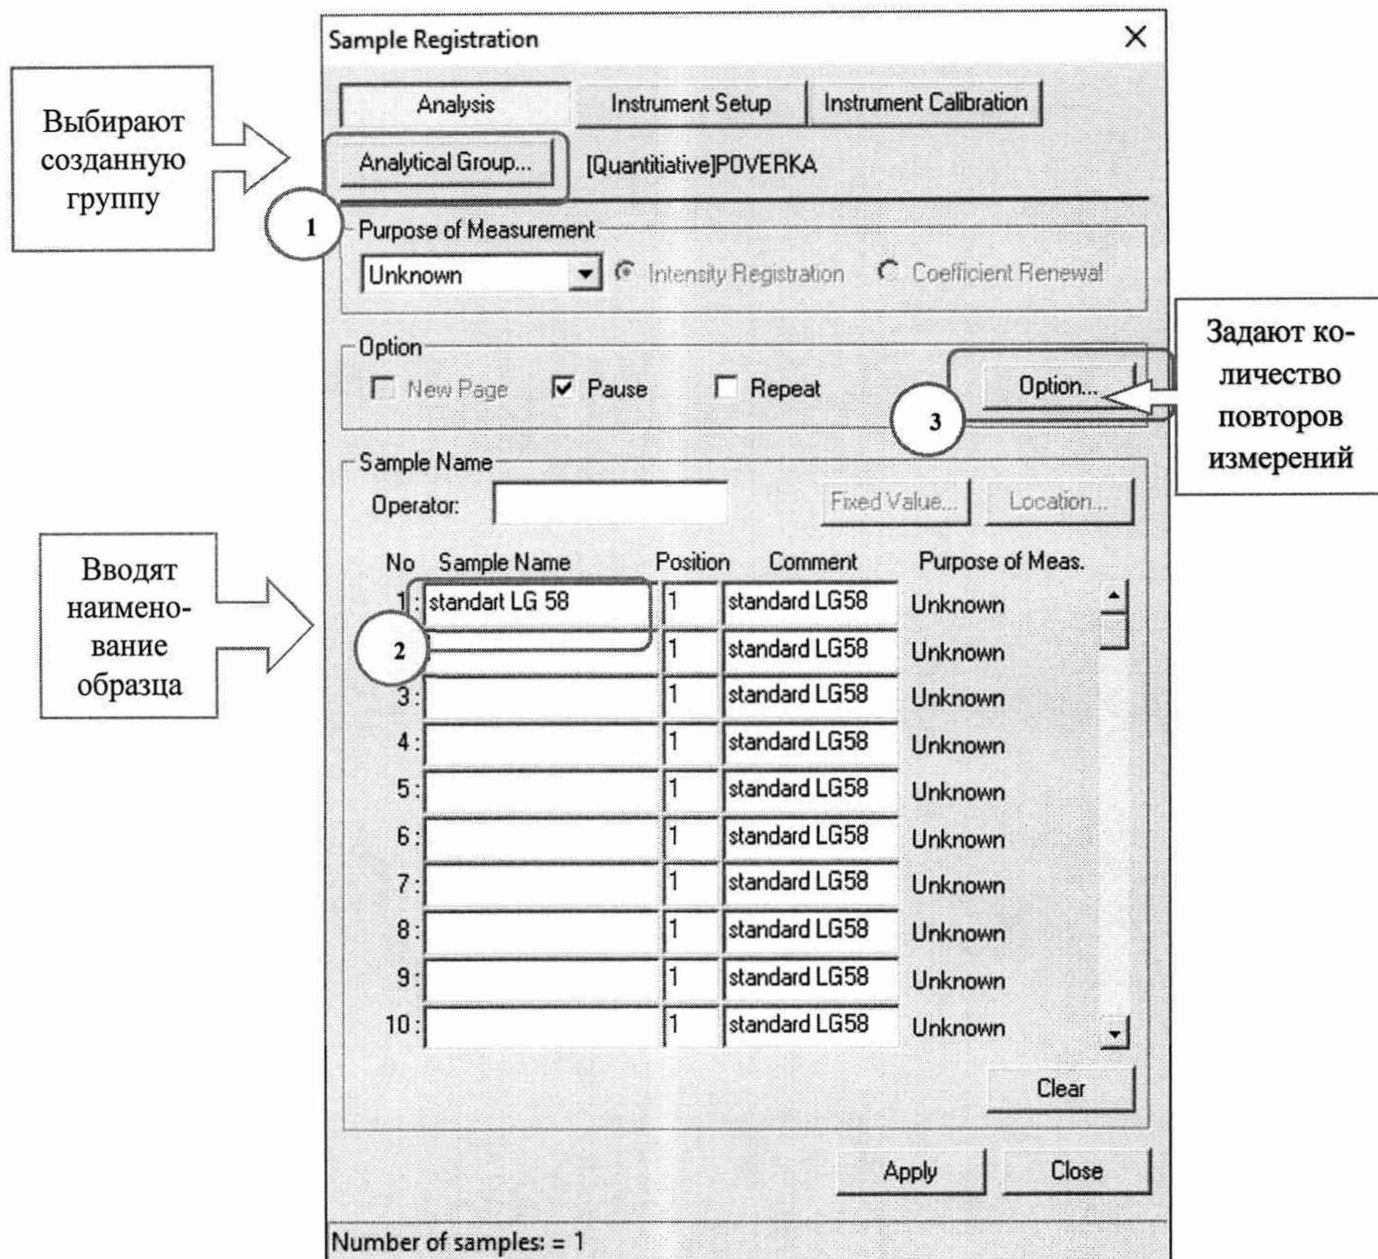 Sample Registration
Analysis Instrument Setup Instrument Calibration
Выбирают
созданную
группу
Analytical Group... [Quantitiative]POVERKA
1
Purpose of Measurement
Unknown Intensity Registration Coefficient Renewal
Option
New Page Pause Repeat Option...
3
Задают ко-
личество
повторов
измерений
Sample Name
Operator: Fixed Value... Location...
Вводят
наимено-
вание
образца
No Sample Name Position Comment Purpose of Meas.
1: standart LG 58 1 standard LG58 Unknown
2 1 standard LG58 Unknown
3: 1 standard LG58 Unknown
4: 1 standard LG58 Unknown
5: 1 standard LG58 Unknown
6: 1 standard LG58 Unknown
7: 1 standard LG58 Unknown
8: 1 standard LG58 Unknown
9: 1 standard LG58 Unknown
10: 1 standard LG58 Unknown
Clear
Apply Close
Number of samples: = 1